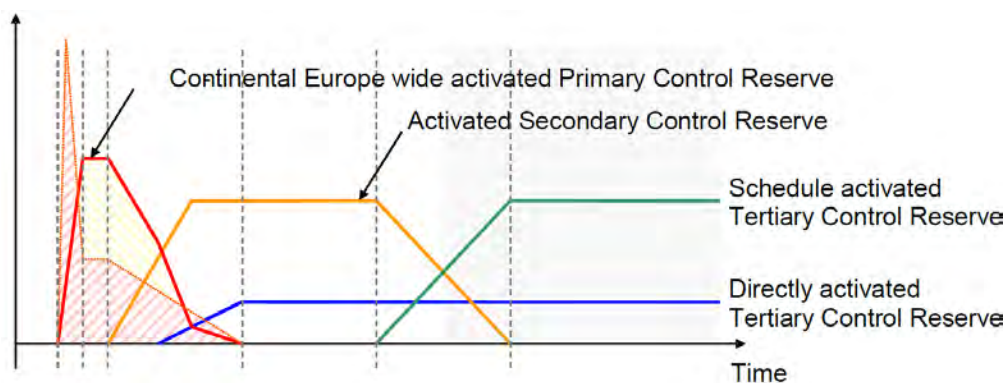 Continental Europe wide activated Primary Control Reserve
Activated Secondary Control Reserve
Schedule activated
Tertiary Control Reserve
Directly activated
Tertiary Control Reserve
Time